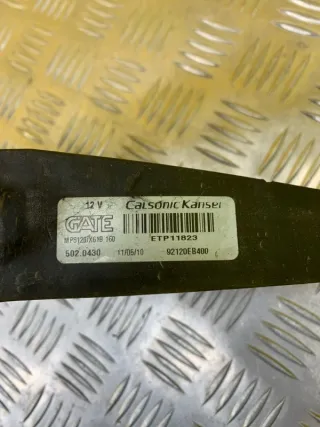 12 V Calsonic Kansei
GATE
ETP11823
502.0430 11/05/10 92120EB400